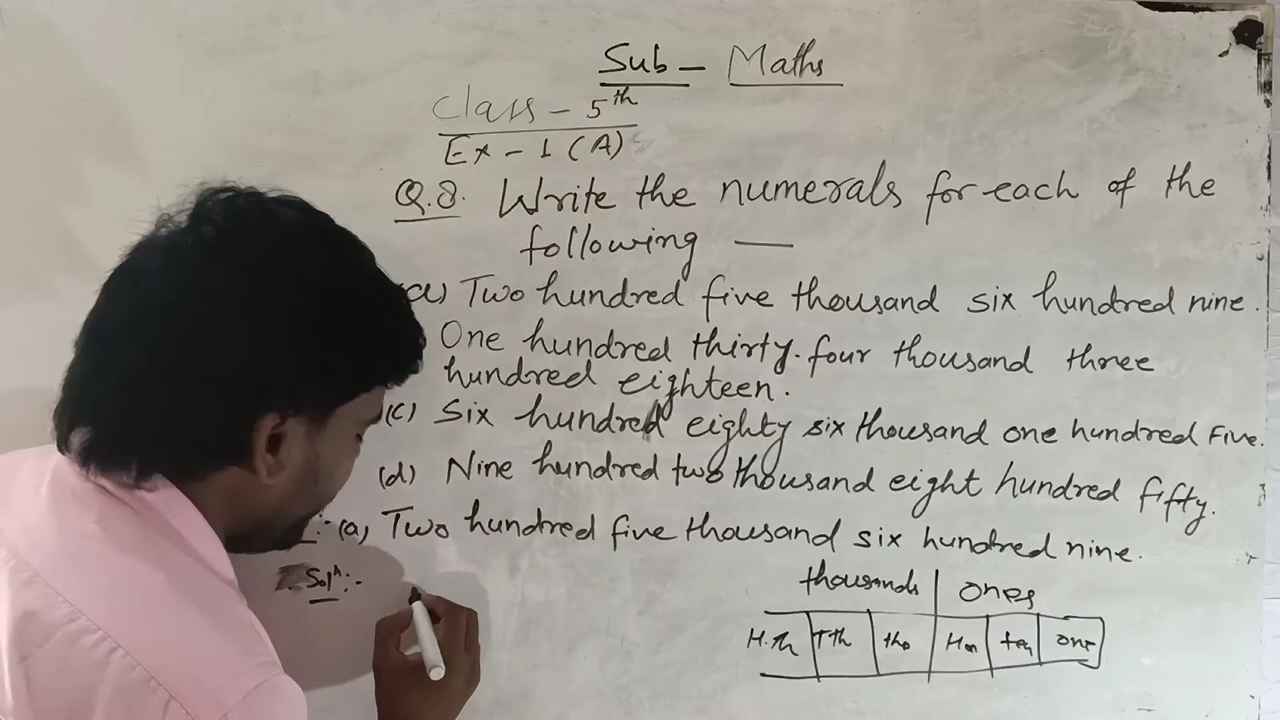 Sub - Maths
Class - 5th
Ex - 1 (A)
Q.8. Write the numerals for each of the
following —
(a) Two hundred five thousand six hundred nine.
One hundred thirty-four thousand three
hundred eighteen.
(c) Six hundred eighty six thousand one hundred Five.
(d) Nine hundred two thousand eight hundred fifty.
(a) Two hundred five thousand six hundred nine.
Solⁿ:-
thousands | ones
H.th | Tth | tho | Hun | ten | one